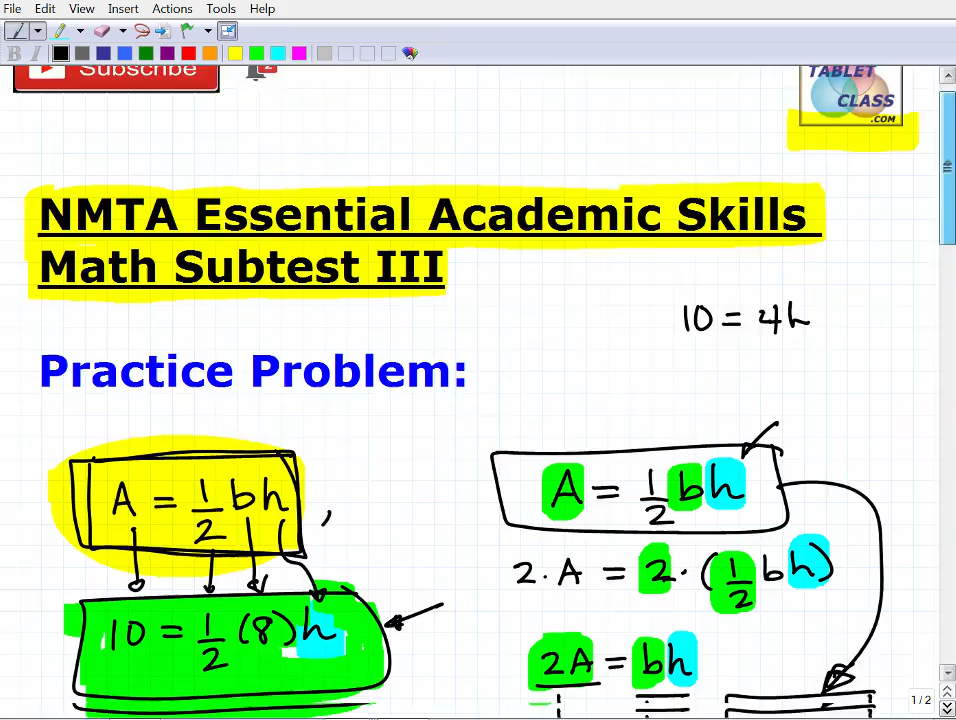 File Edit View Insert Actions Tools Help
B I
Subscribe
2
TABLET
CLASS
.COM
NMTA Essential Academic Skills
Math Subtest III
10 = 4h
Practice Problem:
A = 1/2 bh ,
A = 1/2 bh
2 · A = 2 · (1/2 bh)
10 = 1/2 (8) h
2A = bh
1 / 2